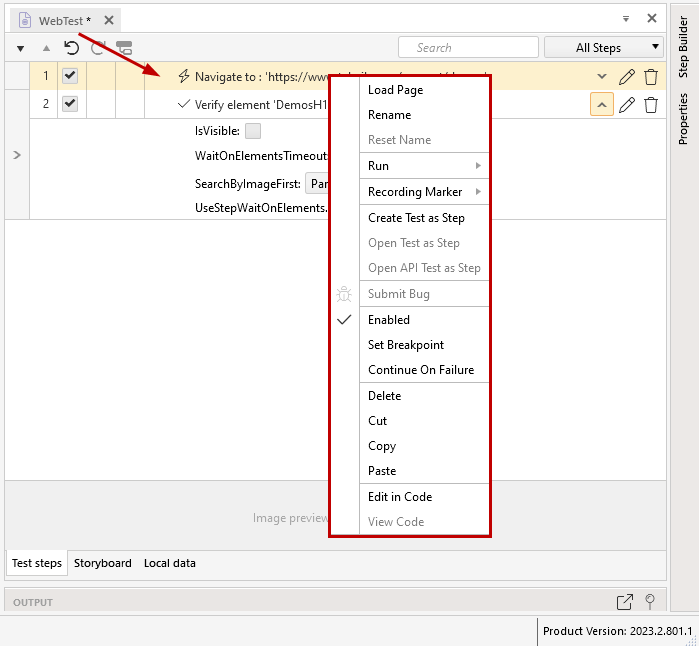 WebTest *
Search
All Steps
1
Navigate to : 'https://www
2
Verify element 'DemosH1
IsVisible:
WaitOnElementsTimeout
SearchByImageFirst:
UseStepWaitOnElements.
Load Page
Rename
Reset Name
Run
Recording Marker
Create Test as Step
Open Test as Step
Open API Test as Step
Submit Bug
Enabled
Set Breakpoint
Continue On Failure
Delete
Cut
Copy
Paste
Edit in Code
View Code
Image preview
Test steps
Storyboard
Local data
OUTPUT
Product Version: 2023.2.801.1
Step Builder
Properties